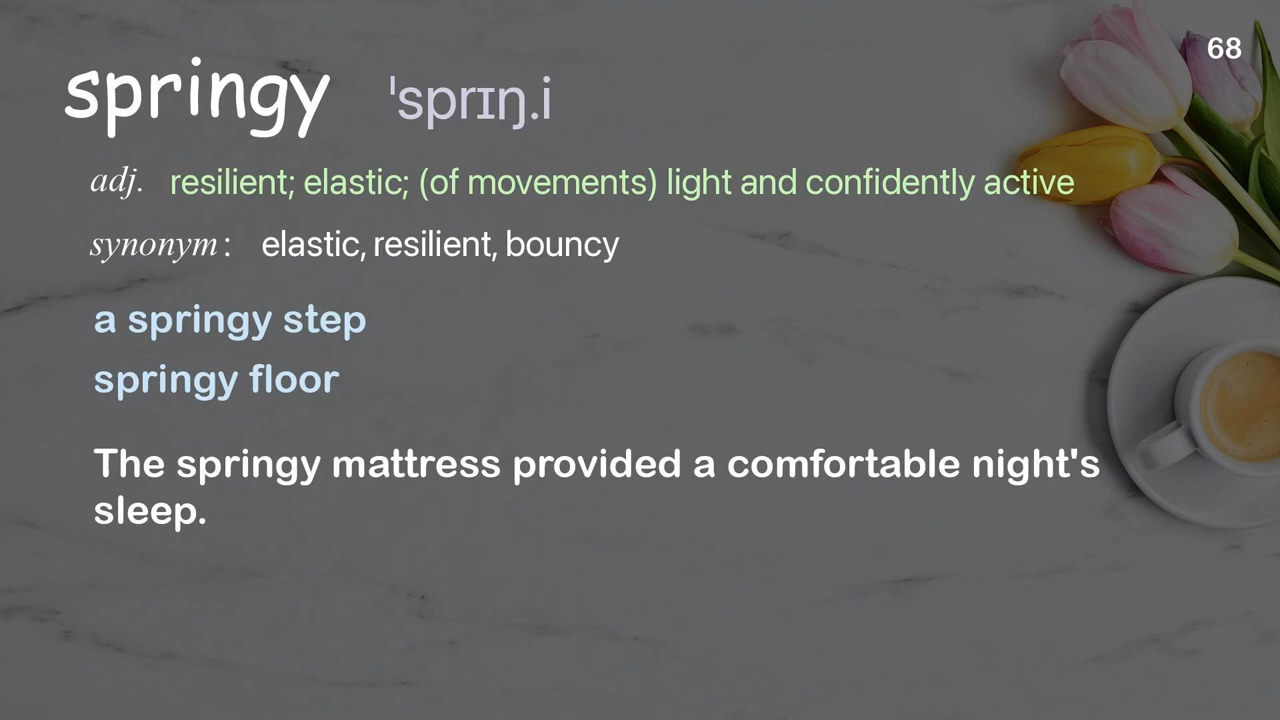 68
springy ˈsprɪŋ.i
adj. resilient; elastic; (of movements) light and confidently active
synonym: elastic, resilient, bouncy
a springy step
springy floor
The springy mattress provided a comfortable night's
sleep.